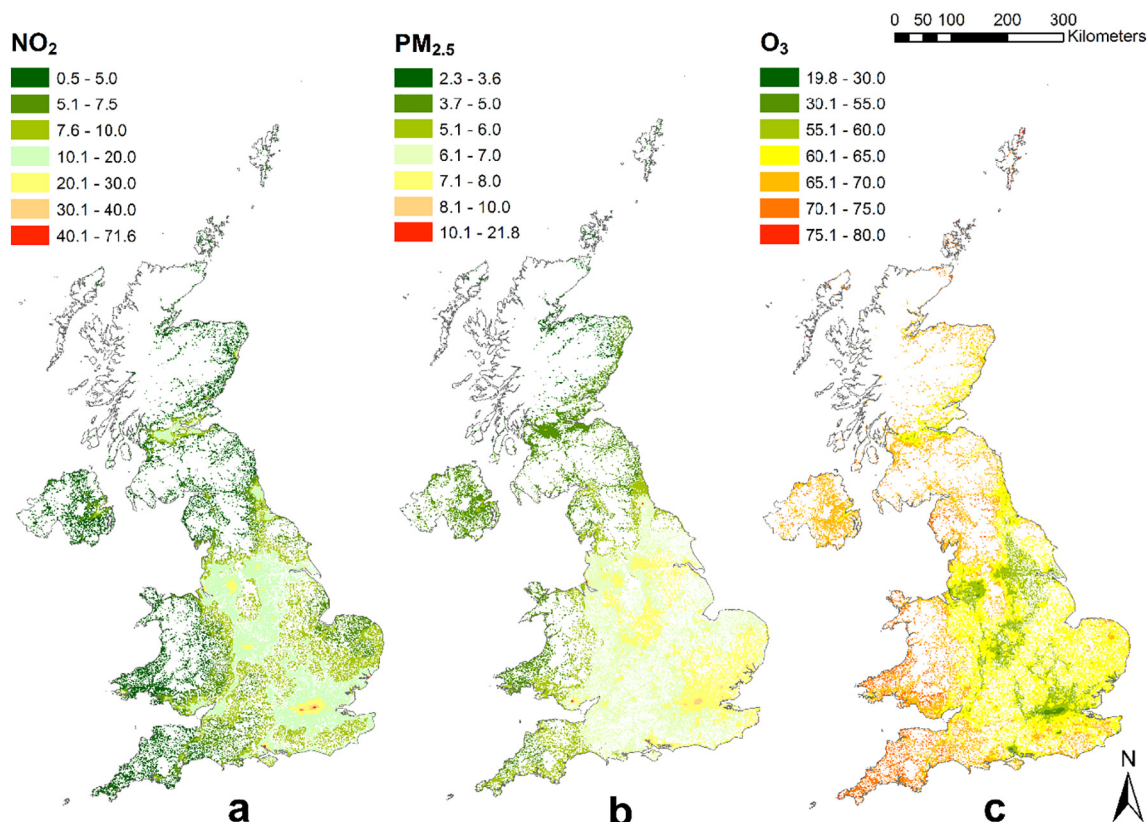 0 50 100 200 300
Kilometers
NO2
0.5 - 5.0
5.1 - 7.5
7.6 - 10.0
10.1 - 20.0
20.1 - 30.0
30.1 - 40.0
40.1 - 71.6
PM2.5
2.3 - 3.6
3.7 - 5.0
5.1 - 6.0
6.1 - 7.0
7.1 - 8.0
8.1 - 10.0
10.1 - 21.8
O3
19.8 - 30.0
30.1 - 55.0
55.1 - 60.0
60.1 - 65.0
65.1 - 70.0
70.1 - 75.0
75.1 - 80.0
a
b
c
N